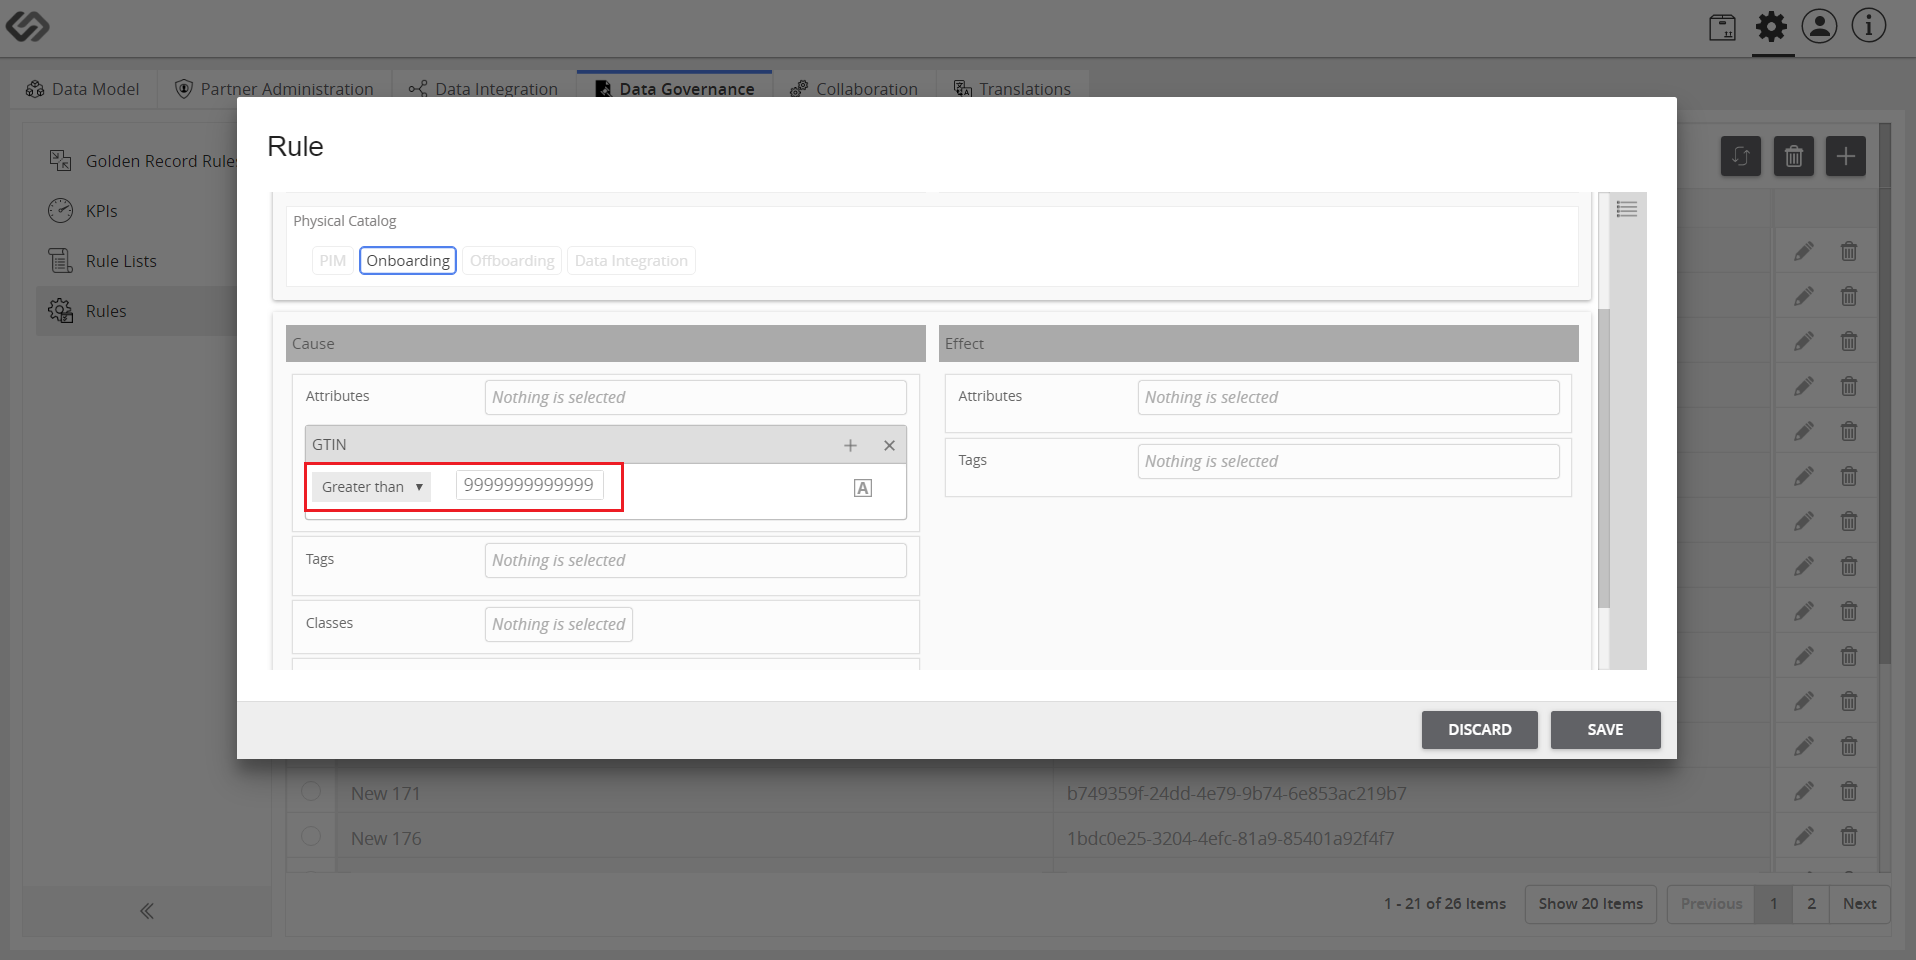 Data Model
Partner Administration
Data Integration
Data Governance
Collaboration
Translations
Golden Record Rules
KPIs
Rule Lists
Rules
Rule
Physical Catalog
PIM
Onboarding
Offboarding
Data Integration
Cause
Effect
Attributes
Nothing is selected
Attributes
Nothing is selected
GTIN
Greater than
9999999999999
A
Tags
Nothing is selected
Tags
Nothing is selected
Classes
Nothing is selected
DISCARD
SAVE
New 171
b749359f-24dd-4e79-9b74-6e853ac219b7
New 176
1bdc0e25-3204-4efc-81a9-85401a92f4f7
1 - 21 of 26 Items
Show 20 Items
Previous
1
2
Next